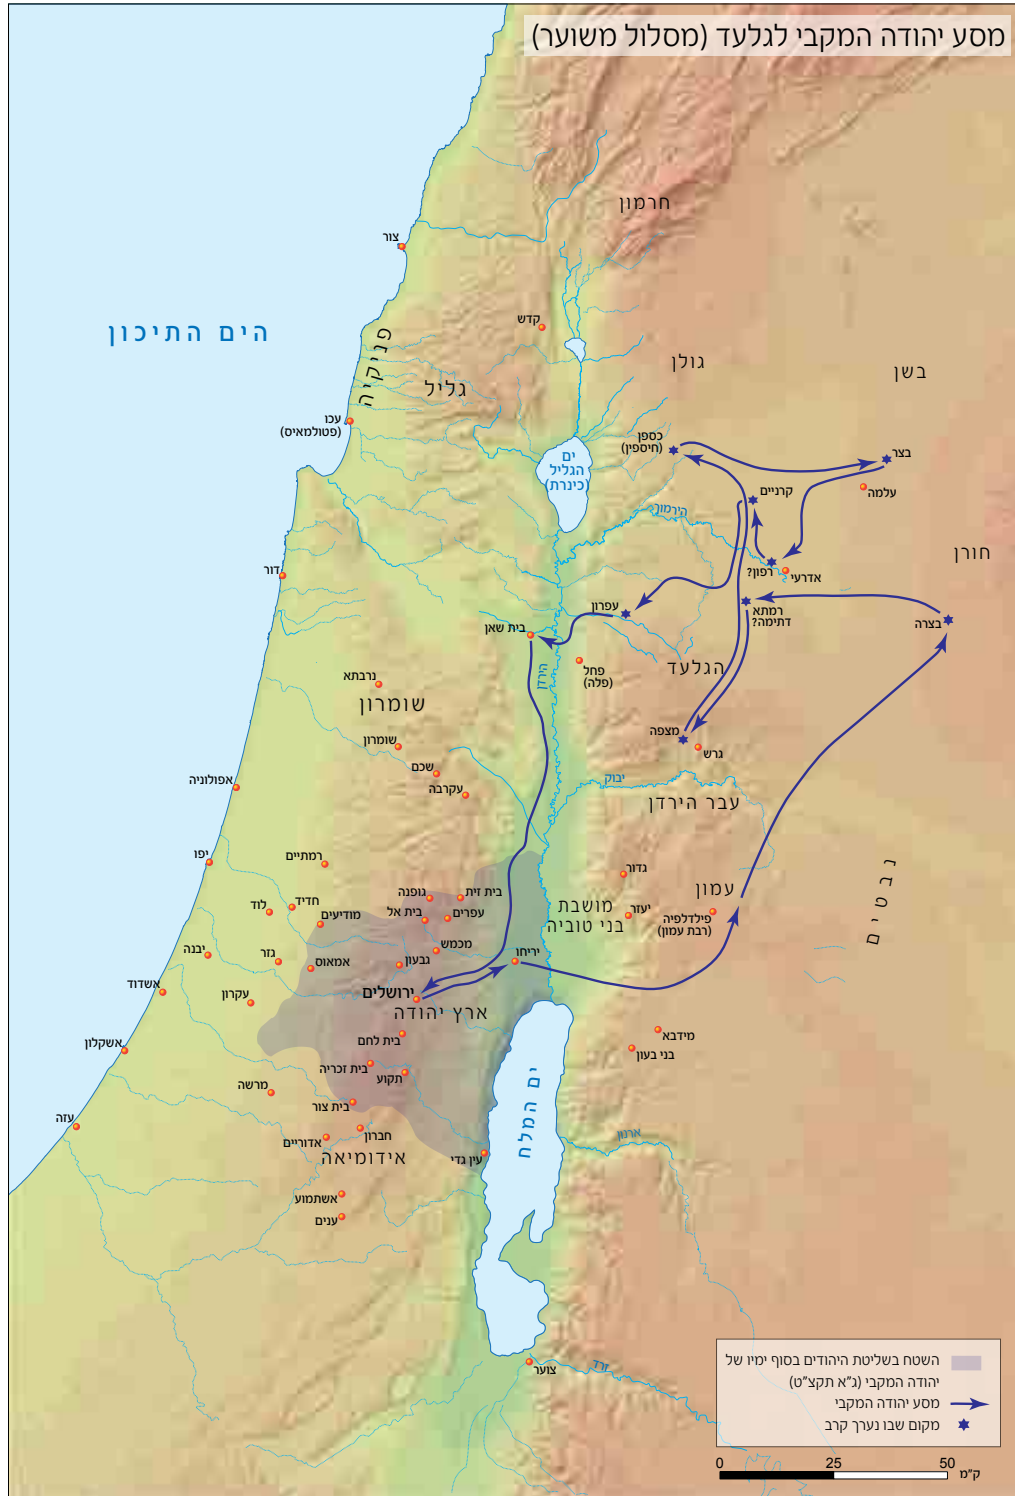 מסע יהודה המקבי לגלעד (מסלול משוער)
חרמון
צור
הים התיכון
פניקיה
קדש
גולן
בשן
גליל
עכו
(פטולמאיס)
כספן
(חיספין)
בצר
ים
הגליל
(כינרת)
קרניים
עלמה
הירמוך
חורן
דור
רפון?
אדרעי
עפרון
רמתא
דתימה?
בצרה
בית שאן
הירדן
פחל
(פלה)
הגלעד
נרבתא
שומרון
שומרון
מצפה
גרש
שכם
אפולוניה
עקרבה
יבוק
עבר הירדן
יפו
רמתיים
גדור
נבטים
גופנה
בית זית
עמון
לוד
חדיד
מודיעים
בית אל
עפרים
מושבת
בני טוביה
יעזר
פילדלפיה
(רבת עמון)
יבנה
גזר
אמאוס
גבעון
מכמש
יריחו
אשדוד
עקרון
ירושלים
ארץ יהודה
אשקלון
בית לחם
מידבא
בני בעון
בית זכריה
תקוע
ים המלח
מרשה
בית צור
עזה
אדוריים
חברון
ארנון
אידומיאה
עין גדי
אשתמוע
ענים
צוער
זרד
השטח בשליטת היהודים בסוף ימיו של
יהודה המקבי (ג"א תקצ"ט)
מסע יהודה המקבי
מקום שבו נערך קרב
0 25 50 ק"מ